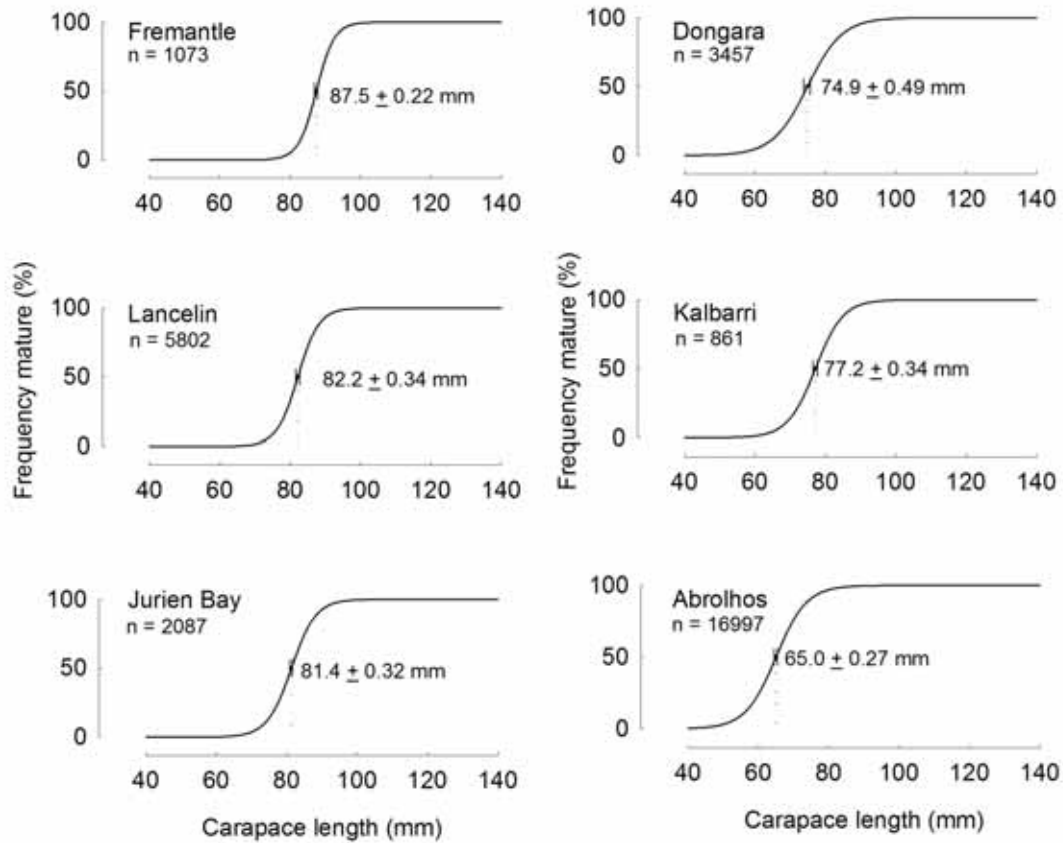 Fremantle
n = 1073
100
50
0
87.5 ± 0.22 mm
40 60 80 100 120 140
Lancelin
n = 5802
100
50
0
82.2 ± 0.34 mm
40 60 80 100 120 140
Jurien Bay
n = 2087
100
50
0
81.4 ± 0.32 mm
40 60 80 100 120 140
Frequency mature (%)
Carapace length (mm)
Dongara
n = 3457
100
50
0
74.9 ± 0.49 mm
40 60 80 100 120 140
Kalbarri
n = 861
100
50
0
77.2 ± 0.34 mm
40 60 80 100 120 140
Abrolhos
n = 16997
100
50
0
65.0 ± 0.27 mm
40 60 80 100 120 140
Frequency mature (%)
Carapace length (mm)